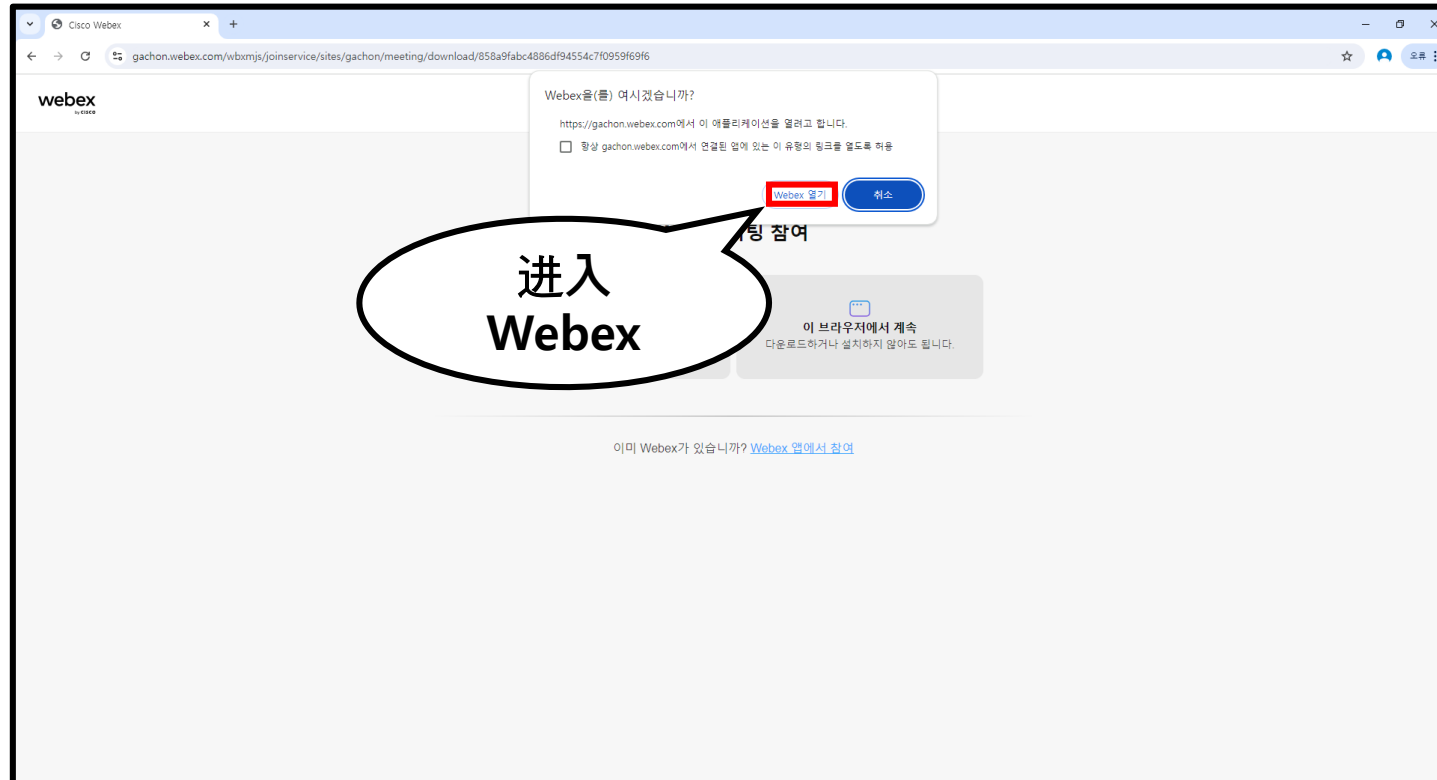 Cisco Webex
gachon.webex.com/wbxmjs/joinservice/sites/gachon/meeting/download/858a9fabc4886df94554c7f0959f69f6
오류
webex
by CISCO
Webex을(를) 여시겠습니까?
https://gachon.webex.com에서 이 애플리케이션을 열려고 합니다.
항상 gachon.webex.com에서 연결된 앱에 있는 이 유형의 링크를 열도록 허용
Webex 열기
취소
팅 참여
进入
Webex
이 브라우저에서 계속
다운로드하거나 설치하지 않아도 됩니다.
이미 Webex가 있습니까? Webex 앱에서 참여